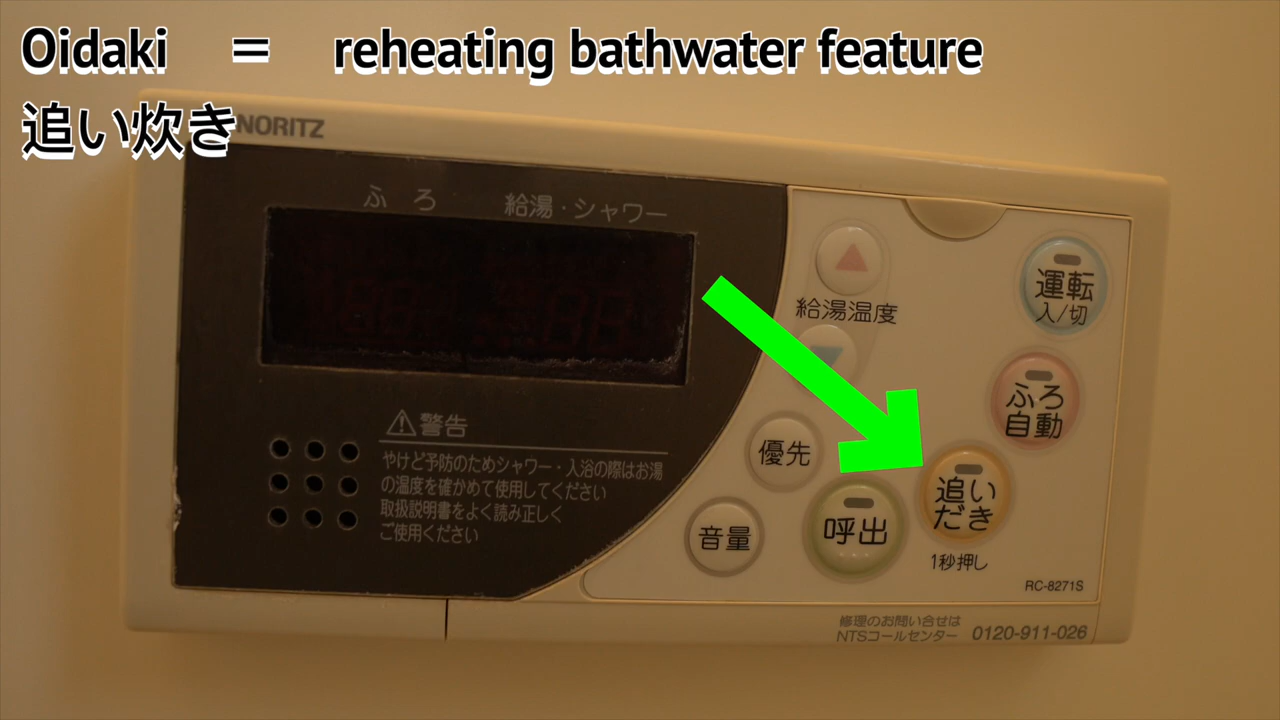 Oidaki = reheating bathwater feature
追い炊き
NORITZ
ふろ 給湯・シャワー
給湯温度
運転
入/切
ふろ
自動
優先
追い
だき
1秒押し
呼出
音量
警告
やけど予防のためシャワー・入浴の際はお湯
の温度を確かめて使用してください
取扱説明書をよく読み正しく
ご使用ください
RC-8271S
修理のお問い合せは
NTSコールセンター 0120-911-026